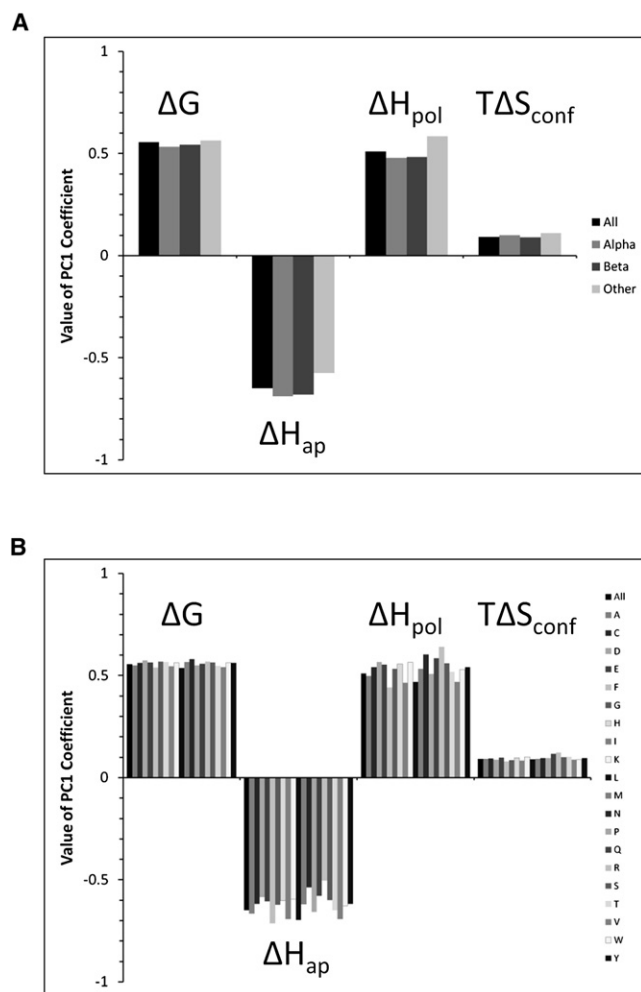 A
1
ΔG
ΔHpol
TΔSconf
0.5
All
Alpha
Beta
Other
0
Value of PC1 Coefficient
-0.5
ΔHap
-1
B
1
ΔG
ΔHpol
TΔSconf
0.5
All
A
C
D
E
F
G
H
I
K
L
M
N
P
Q
R
S
T
V
W
Y
0
Value of PC1 Coefficient
-0.5
ΔHap
-1